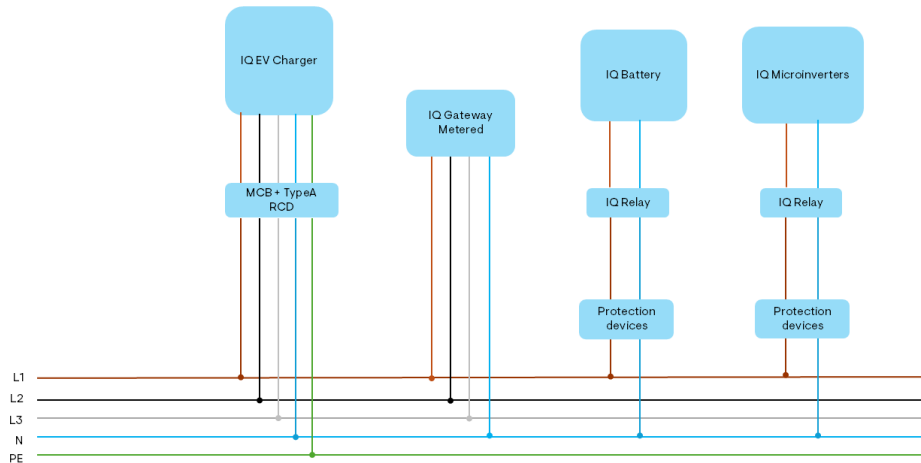 IQ EV Charger
IQ Gateway
Metered
IQ Battery
IQ Microinverters
MCB + TypeA
RCD
IQ Relay
IQ Relay
Protection
devices
Protection
devices
L1
L2
L3
N
PE